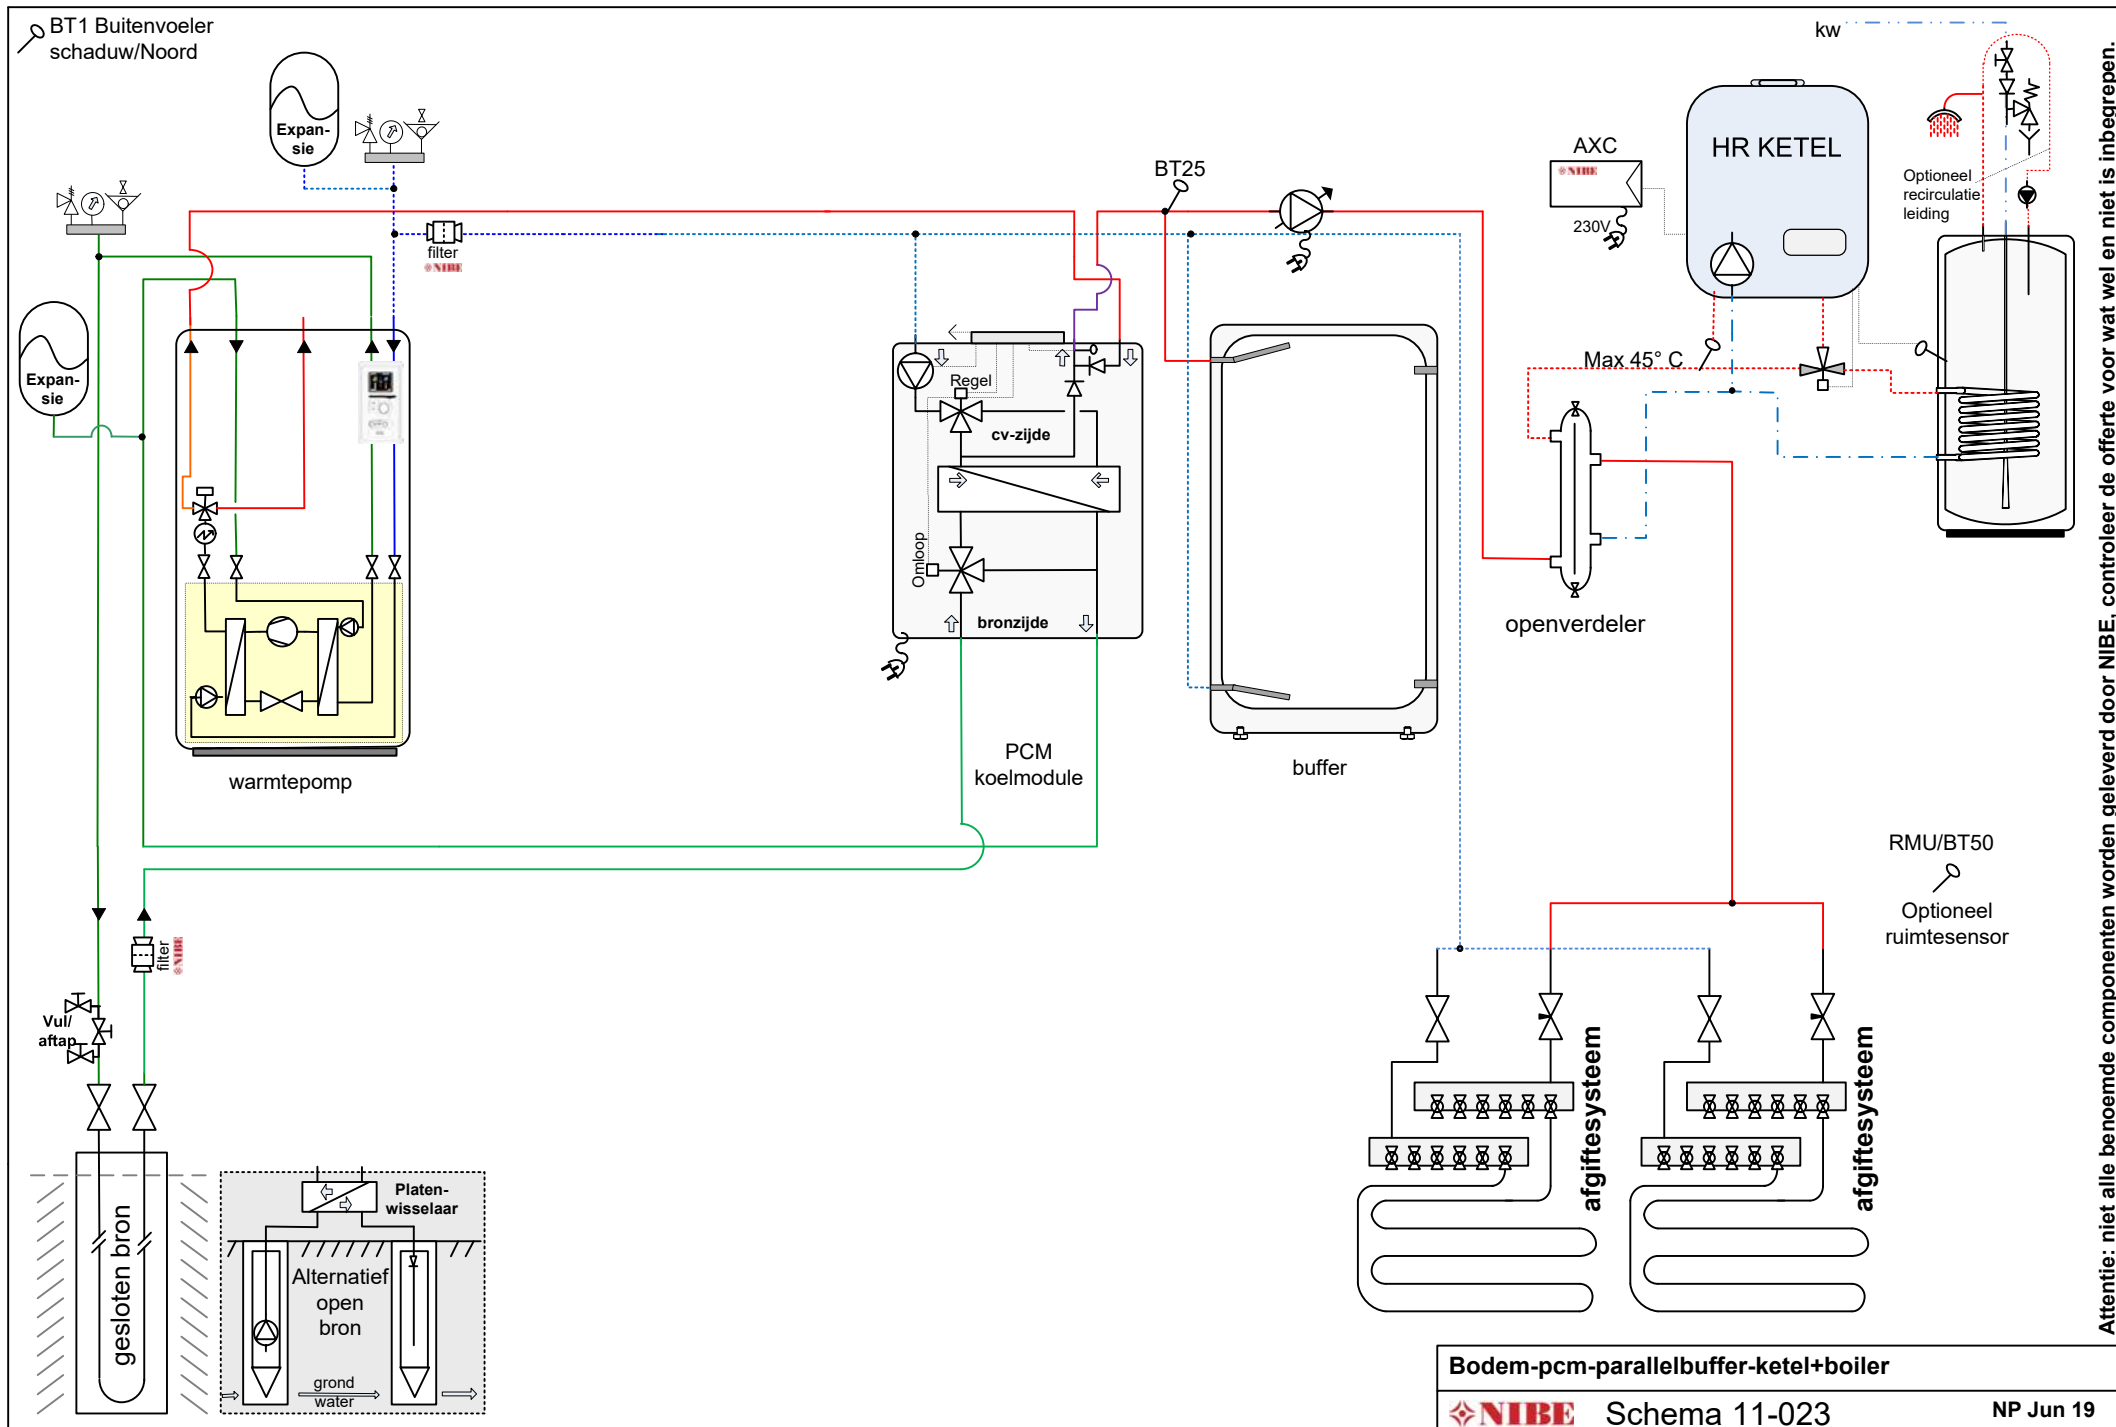 BT1 Buitenvoeler
schaduw/Noord
Expan-
sie
filter
NIBE
Expan-
sie
warmtepomp
BT25
Regel
cv-zijde
Omloop
bronzijde
PCM
koelmodule
buffer
AXC
NIBE
230V
HR KETEL
kw
Optioneel
recirculatie
leiding
Max 45° C
openverdeler
RMU/BT50
Optioneel
ruimtesensor
filter
NIBE
Vul/
aftap
gesloten bron
Platen-
wisselaar
Alternatief
open
bron
grond
water
afgiftesysteem
afgiftesysteem
Attentie: niet alle benoemde componenten worden geleverd door NIBE, controleer de offerte voor wat wel en niet is inbegrepen.
Bodem-pcm-parallelbuffer-ketel+boiler
NIBE Schema 11-023 NP Jun 19